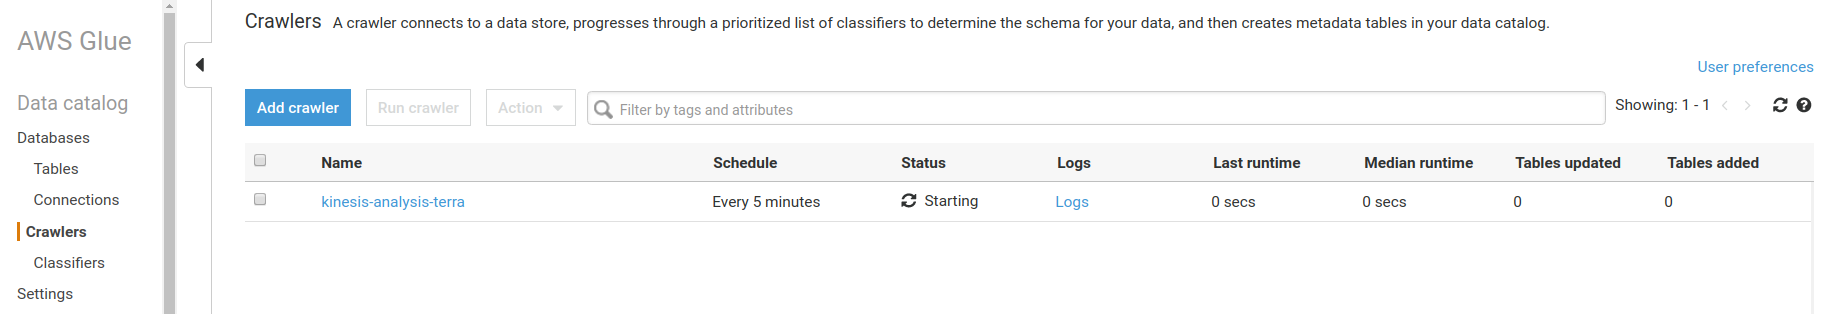 AWS Glue
Data catalog
Databases
Tables
Connections
Crawlers
Classifiers
Settings
Crawlers A crawler connects to a data store, progresses through a prioritized list of classifiers to determine the schema for your data, and then creates metadata tables in your data catalog.
User preferences
Add crawler Run crawler Action Filter by tags and attributes Showing: 1 - 1
Name Schedule Status Logs Last runtime Median runtime Tables updated Tables added
kinesis-analysis-terra Every 5 minutes Starting Logs 0 secs 0 secs 0 0